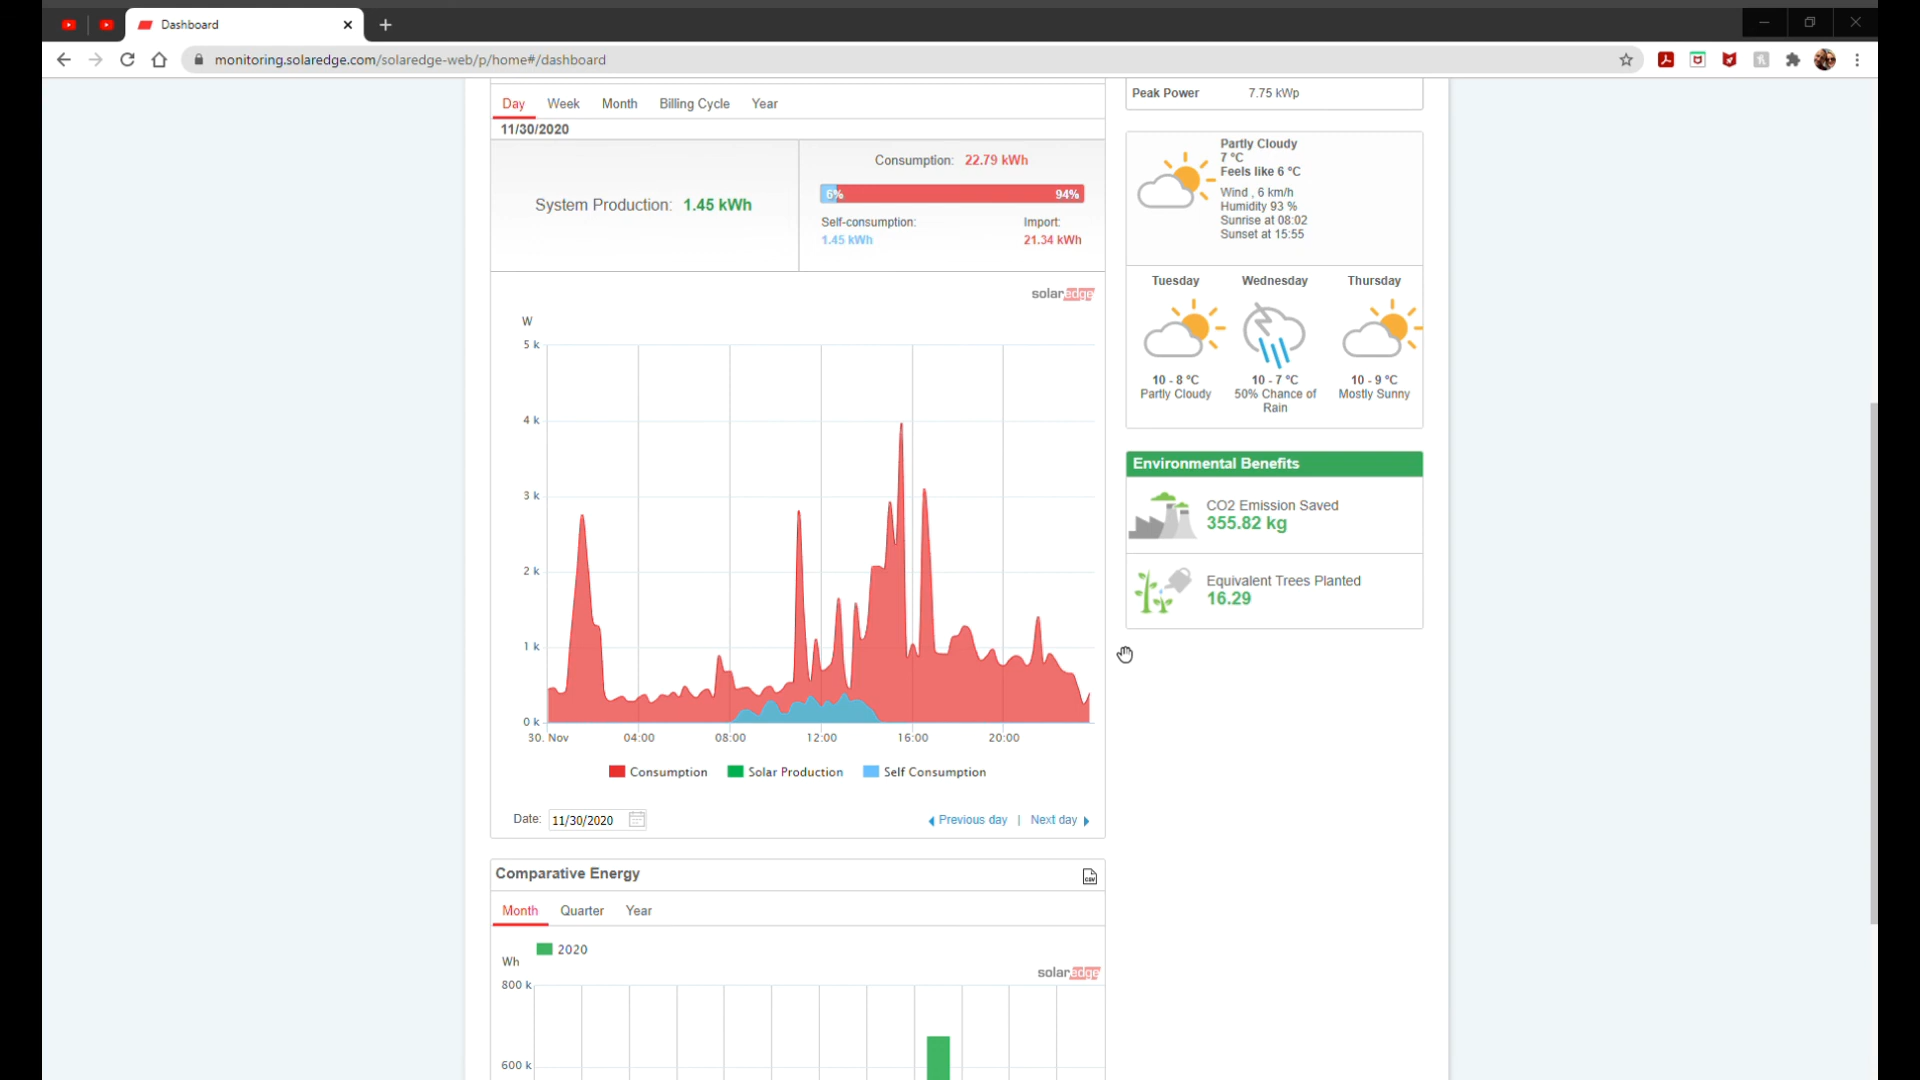 Dashboard
monitoring.solaredge.com/solaredge-web/p/home#/dashboard
Day Week Month Billing Cycle Year
11/30/2020
System Production: 1.45 kWh
Consumption: 22.79 kWh
6% 94%
Self-consumption: Import:
1.45 kWh 21.34 kWh
solaredge
W
5 k
4 k
3 k
2 k
1 k
0 k
30. Nov 04:00 08:00 12:00 16:00 20:00
Consumption Solar Production Self Consumption
Date: 11/30/2020 Previous day | Next day
Comparative Energy
CSV
Month Quarter Year
2020
Wh
solaredge
800 k
600 k
Peak Power 7.75 kWp
Partly Cloudy
7 °C
Feels like 6 °C
Wind , 6 km/h
Humidity 93 %
Sunrise at 08:02
Sunset at 15:55
Tuesday Wednesday Thursday
10 - 8 °C 10 - 7 °C 10 - 9 °C
Partly Cloudy 50% Chance of Mostly Sunny
Rain
Environmental Benefits
CO2 Emission Saved
355.82 kg
Equivalent Trees Planted
16.29